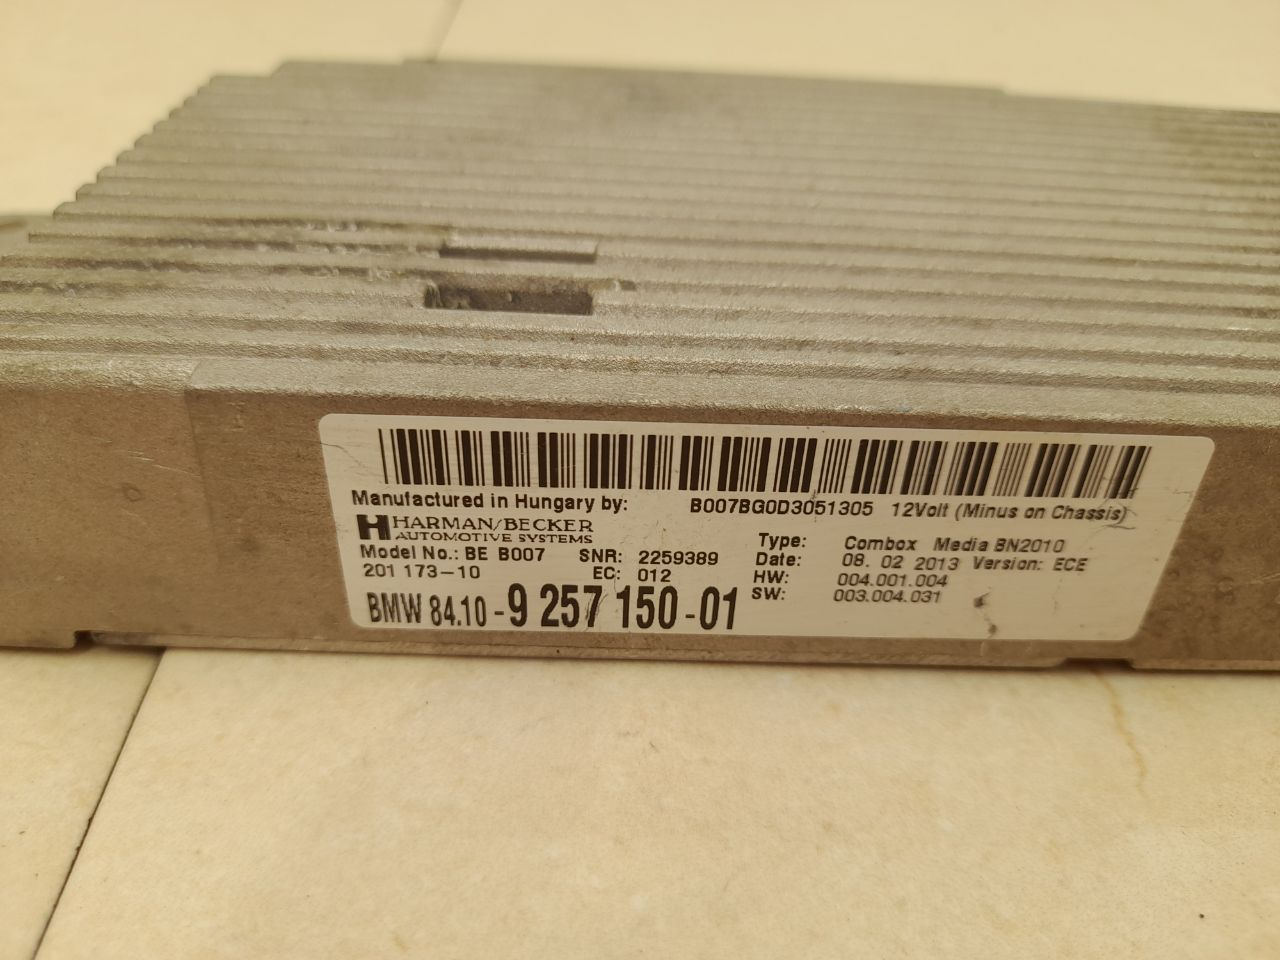 Manufactured in Hungary by: B007BG0D3051305 12Volt (Minus on Chassis)
HARMAN/BECKER
AUTOMOTIVE SYSTEMS
Model No.: BE B007 SNR: 2259389
201 173-10 EC: 012
BMW 84.10-9 257 150-01
Type: Combox Media BN2010
Date: 08. 02 2013 Version: ECE
HW: 004.001.004
SW: 003.004.031